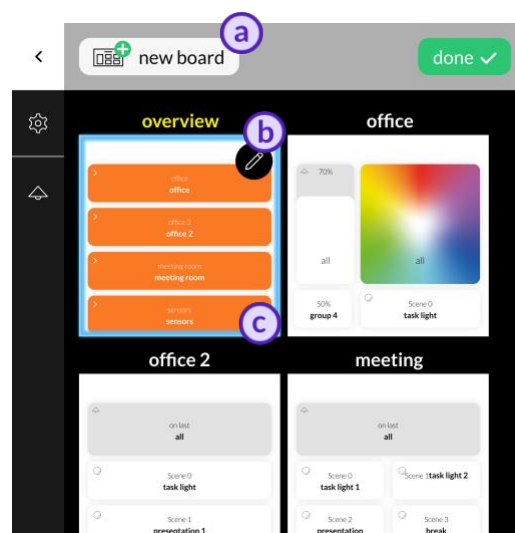 a
new board
done
overview
office
b
office
office
office 2
office 2
meeting room
meeting room
sensors
sensors
c
70%
all
all
50%
group 4
Scene 0
task light
office 2
meeting
on last
all
Scene 0
task light
Scene 1
presentation 1
on last
all
Scene 0
task light 1
Scene 1 task light 2
Scene 2
presentation
Scene 3
break